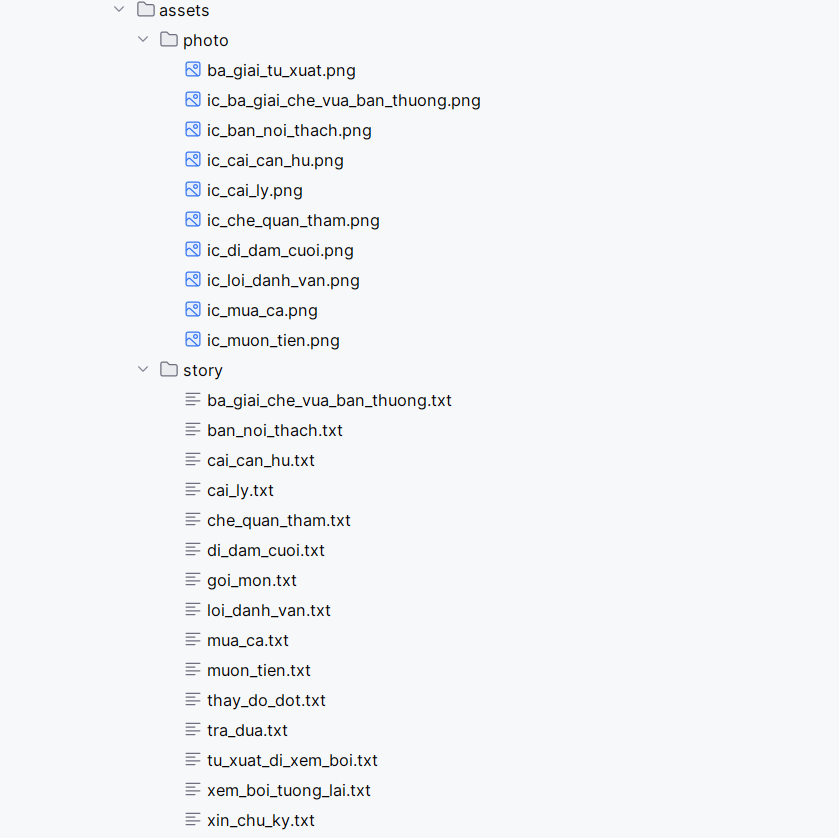 assets
photo
ba_giai_tu_xuat.png
ic_ba_giai_che_vua_ban_thuong.png
ic_ban_noi_thach.png
ic_cai_can_hu.png
ic_cai_ly.png
ic_che_quan_tham.png
ic_di_dam_cuoi.png
ic_loi_danh_van.png
ic_mua_ca.png
ic_muon_tien.png
story
ba_giai_che_vua_ban_thuong.txt
ban_noi_thach.txt
cai_can_hu.txt
cai_ly.txt
che_quan_tham.txt
di_dam_cuoi.txt
goi_mon.txt
loi_danh_van.txt
mua_ca.txt
muon_tien.txt
thay_do_dot.txt
tra_dua.txt
tu_xuat_di_xem_boi.txt
xem_boi_tuong_lai.txt
xin_chu_ky.txt